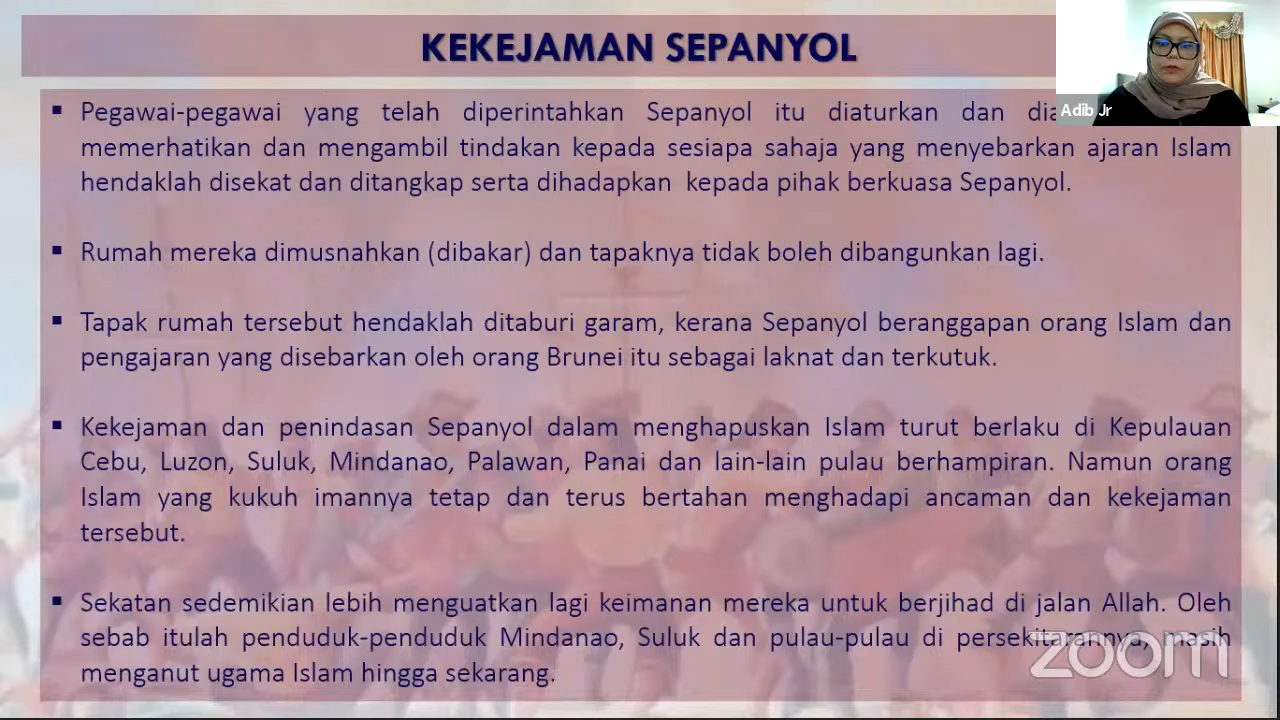 KEKEJAMAN SEPANYOL
Adib Jr
▪ Pegawai-pegawai yang telah diperintahkan Sepanyol itu diaturkan dan
memerhatikan dan mengambil tindakan kepada sesiapa sahaja yang menyebarkan ajaran Islam
hendaklah disekat dan ditangkap serta dihadapkan kepada pihak berkuasa Sepanyol.
▪ Rumah mereka dimusnahkan (dibakar) dan tapaknya tidak boleh dibangunkan lagi.
▪ Tapak rumah tersebut hendaklah ditaburi garam, kerana Sepanyol beranggapan orang Islam dan
pengajaran yang disebarkan oleh orang Brunei itu sebagai laknat dan terkutuk.
▪ Kekejaman dan penindasan Sepanyol dalam menghapuskan Islam turut berlaku di Kepulauan
Cebu, Luzon, Suluk, Mindanao, Palawan, Panai dan lain-lain pulau berhampiran. Namun orang
Islam yang kukuh imannya tetap dan terus bertahan menghadapi ancaman dan kekejaman
tersebut.
▪ Sekatan sedemikian lebih menguatkan lagi keimanan mereka untuk berjihad di jalan Allah. Oleh
sebab itulah penduduk-penduduk Mindanao, Suluk dan pulau-pulau di persekitarannya, masih
menganut ugama Islam hingga sekarang.
zoom